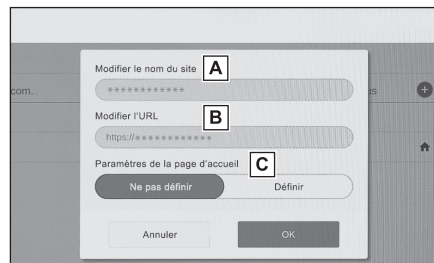 Modifier le nom du site A
************
com.
us
Modifier l'URL B
https://************
Paramètres de la page d'accueil C
Ne pas définir
Définir
Annuler
OK